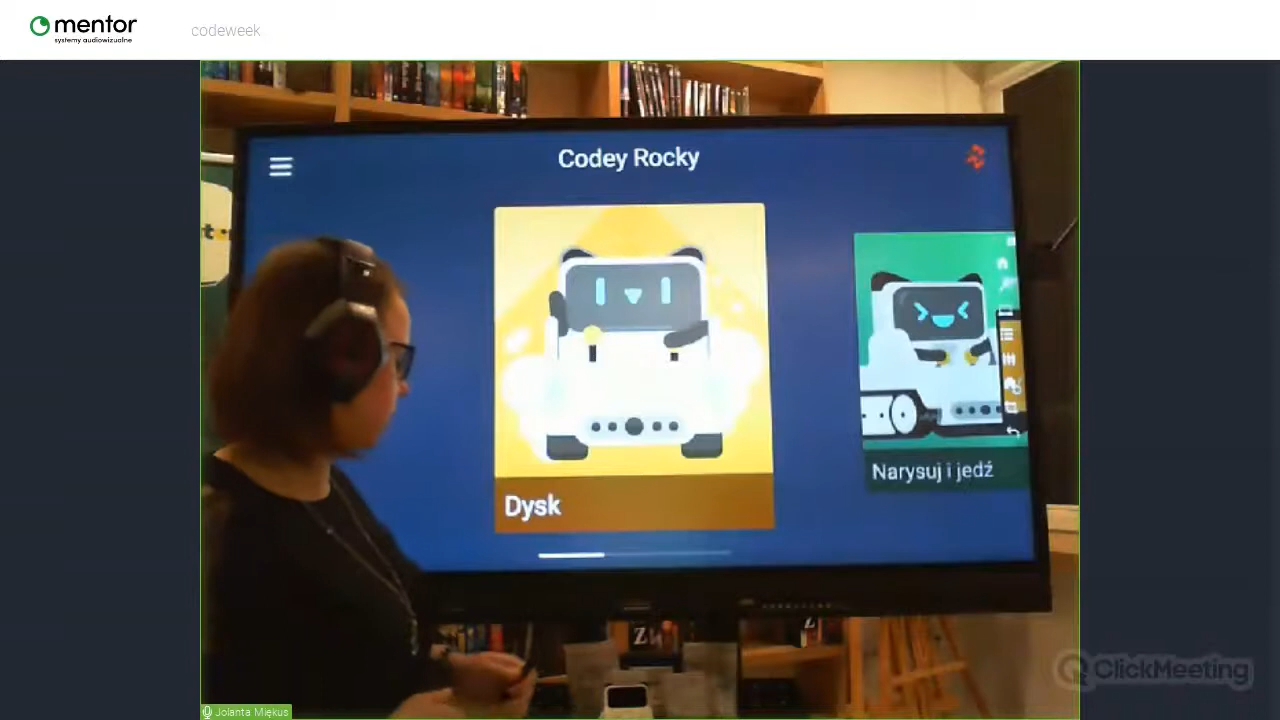 mentor
systemy audiowizualne
codeweek
Codey Rocky
Dysk
Narysuj i jedź
ClickMeeting
Jolanta Miękus